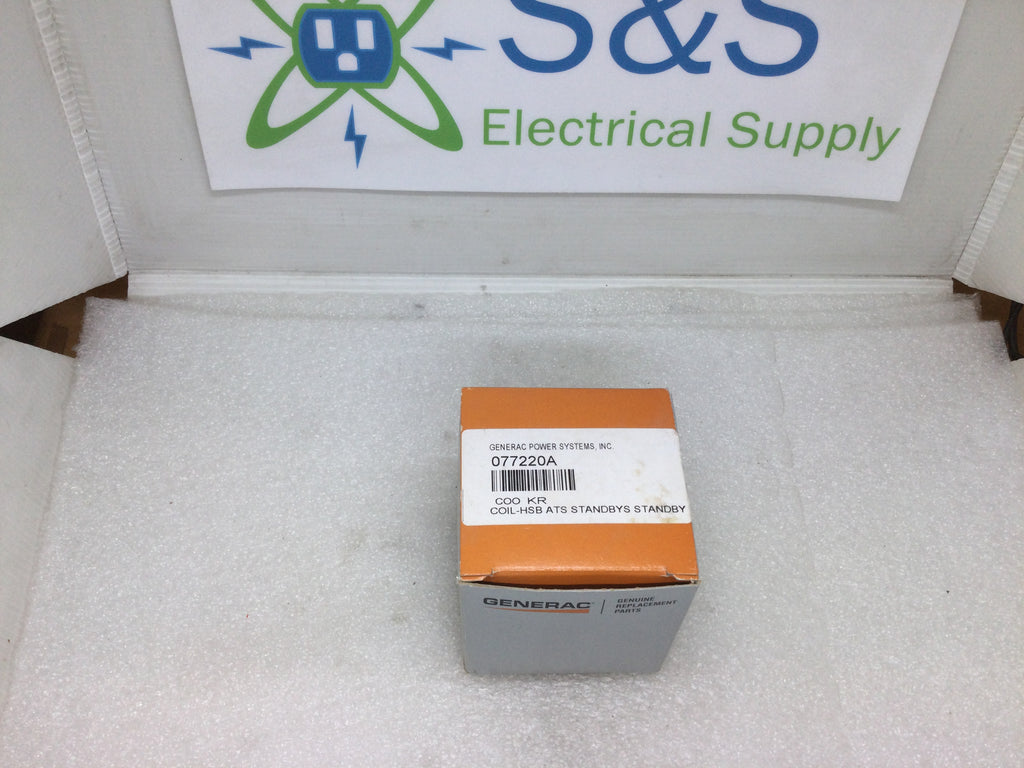 S&S
Electrical Supply
GENERAC POWER SYSTEMS, INC.
077220A
COO KR
COIL-HSB ATS STANDBYS STANDBY
GENERAC
GENUINE
REPLACEMENT
PARTS